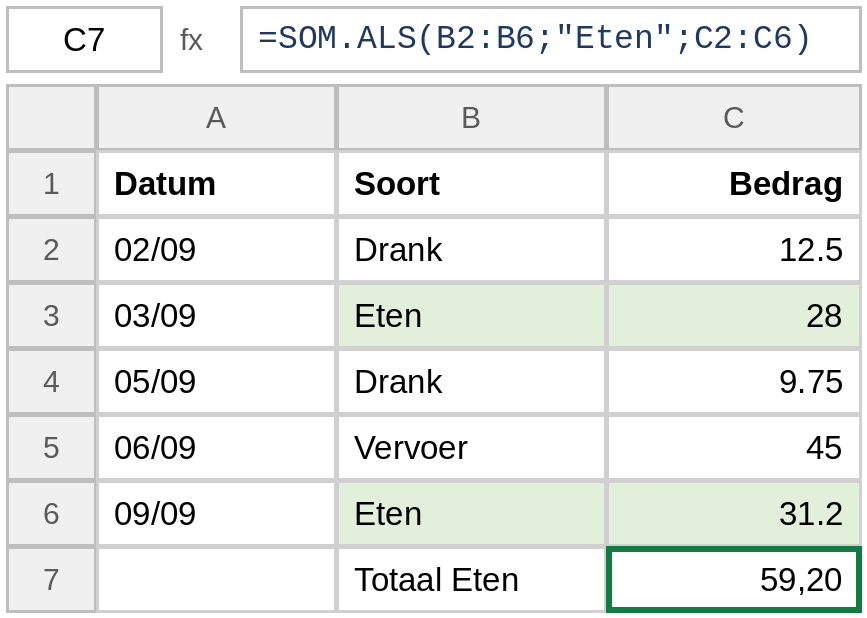 C7 fx =SOM.ALS(B2:B6;"Eten";C2:C6)
A B C
1 Datum Soort Bedrag
2 02/09 Drank 12.5
3 03/09 Eten 28
4 05/09 Drank 9.75
5 06/09 Vervoer 45
6 09/09 Eten 31.2
7 Totaal Eten 59,20